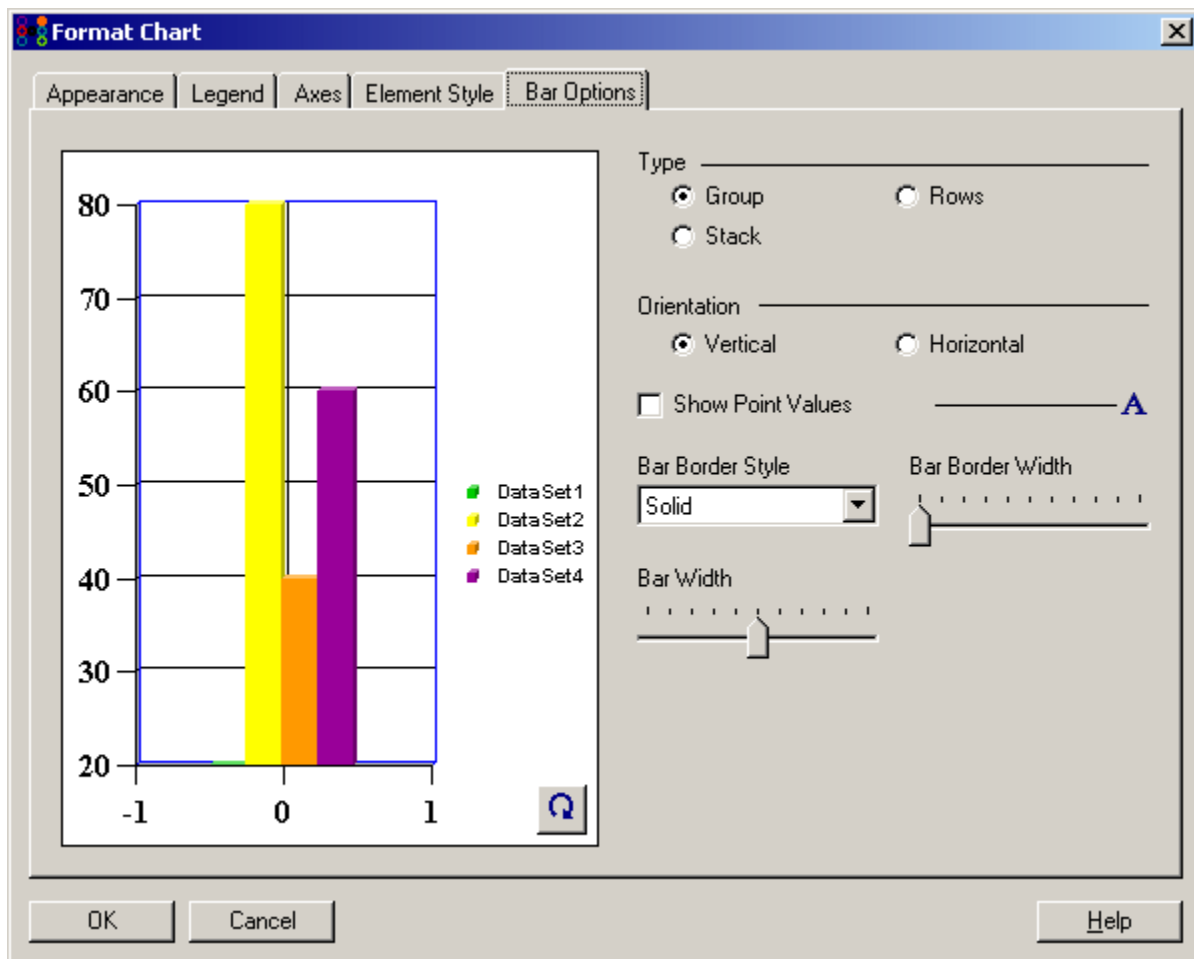 Format Chart
Appearance Legend Axes Element Style Bar Options
80
70
60
50
40
30
20
-1 0 1
DataSet1
DataSet2
DataSet3
DataSet4
Type
Group Rows
Stack
Orientation
Vertical Horizontal
Show Point Values A
Bar Border Style Bar Border Width
Solid
Bar Width
OK Cancel Help